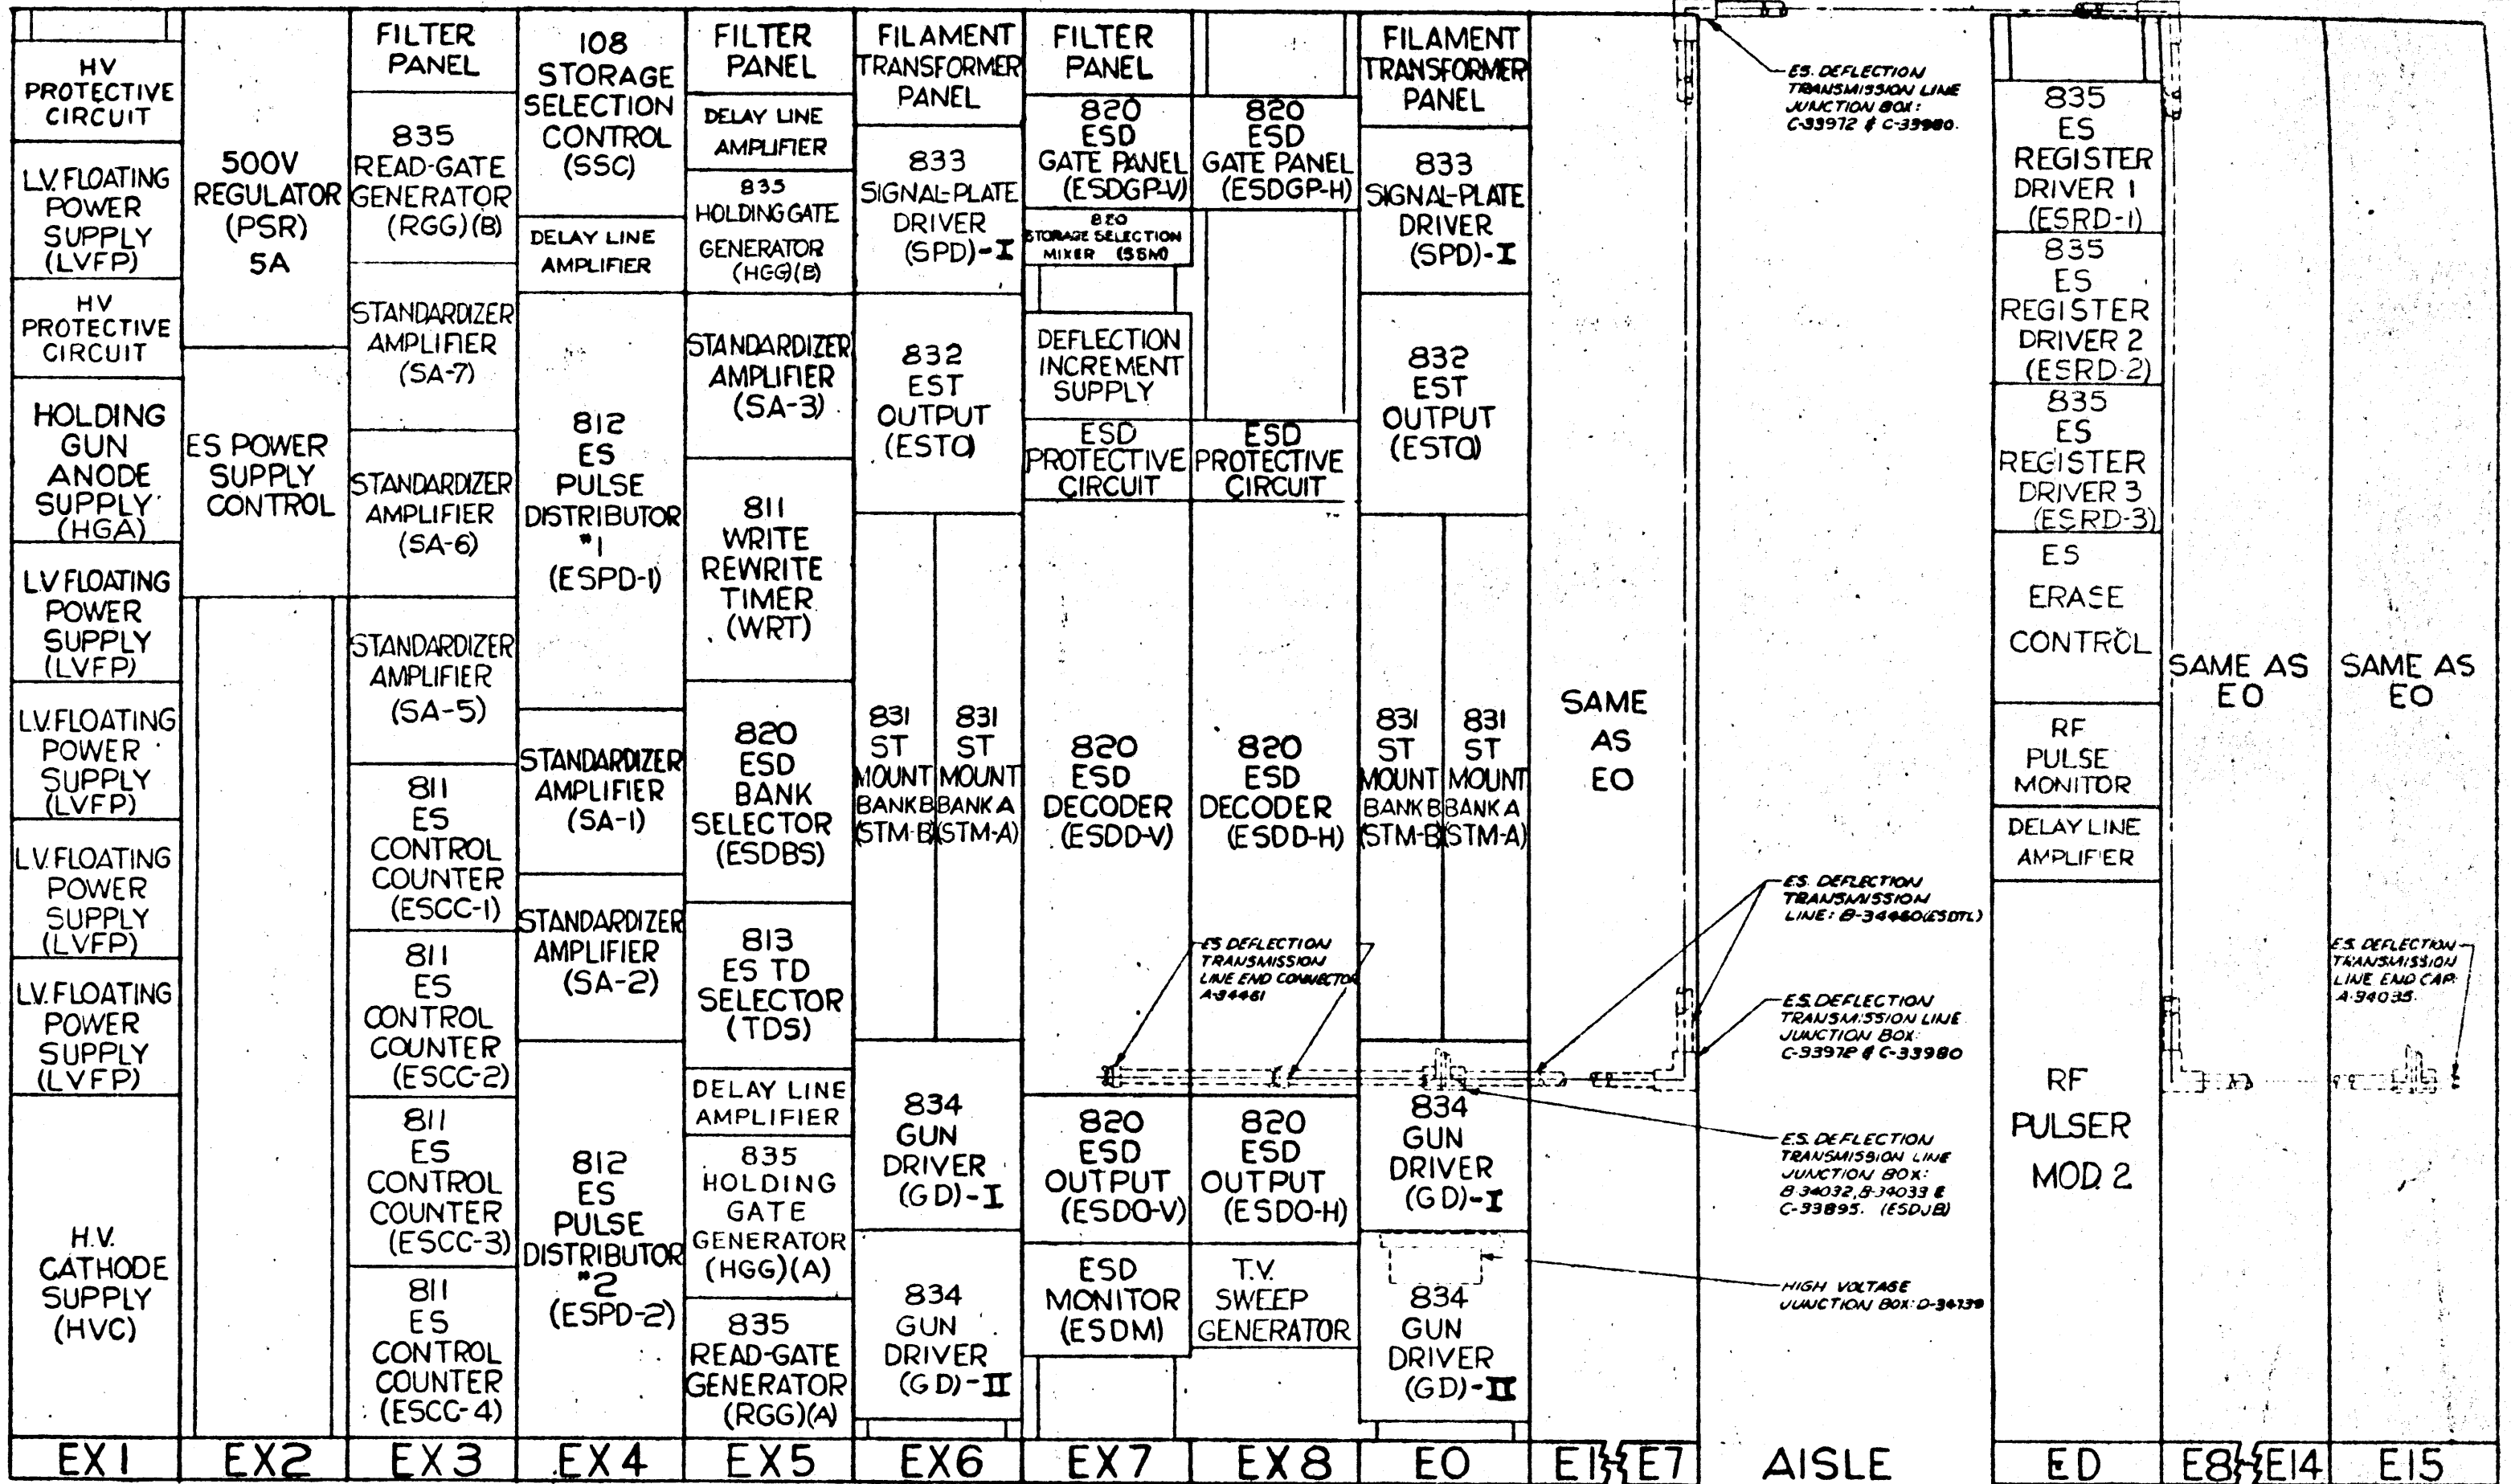 HV
PROTECTIVE
CIRCUIT
L.V. FLOATING
POWER
SUPPLY
(LVFP)
HV
PROTECTIVE
CIRCUIT
HOLDING
GUN
ANODE
SUPPLY
(HGA)
L.V FLOATING
POWER
SUPPLY
(LVFP)
L.V. FLOATING
POWER
SUPPLY
(LVFP)
L.V. FLOATING
POWER
SUPPLY
(LVFP)
L.V. FLOATING
POWER
SUPPLY
(LVFP)
H.V.
CATHODE
SUPPLY
(HVC)
EX1
500V
REGULATOR
(PSR)
5A
ES POWER
SUPPLY
CONTROL
EX2
FILTER
PANEL
835
READ-GATE
GENERATOR
(RGG)(B)
STANDARDIZER
AMPLIFIER
(SA-7)
STANDARDIZER
AMPLIFIER
(SA-6)
STANDARDIZER
AMPLIFIER
(SA-5)
811
ES
CONTROL
COUNTER
(ESCC-1)
811
ES
CONTROL
COUNTER
(ESCC-2)
811
ES
CONTROL
COUNTER
(ESCC-3)
811
ES
CONTROL
COUNTER
(ESCC-4)
EX3
108
STORAGE
SELECTION
CONTROL
(SSC)
DELAY LINE
AMPLIFIER
812
ES
PULSE
DISTRIBUTOR
#1
(ESPD-1)
STANDARDIZER
AMPLIFIER
(SA-1)
STANDARDIZER
AMPLIFIER
(SA-2)
812
ES
PULSE
DISTRIBUTOR
#2
(ESPD-2)
EX4
FILTER
PANEL
DELAY LINE
AMPLIFIER
835
HOLDING GATE
GENERATOR
(HGG)(B)
STANDARDIZER
AMPLIFIER
(SA-3)
811
WRITE
REWRITE
TIMER
(WRT)
820
ESD
BANK
SELECTOR
(ESDBS)
813
ES TD
SELECTOR
(TDS)
DELAY LINE
AMPLIFIER
835
HOLDING
GATE
GENERATOR
(HGG)(A)
835
READ-GATE
GENERATOR
(RGG)(A)
EX5
FILAMENT
TRANSFORMER
PANEL
833
SIGNAL-PLATE
DRIVER
(SPD)-I
832
EST
OUTPUT
(ESTO)
831
ST
MOUNT
BANK B
(STM-B)
831
ST
MOUNT
BANK A
(STM-A)
834
GUN
DRIVER
(GD)-I
834
GUN
DRIVER
(GD)-II
EX6
FILTER
PANEL
820
ESD
GATE PANEL
(ESDGP-V)
820
STORAGE SELECTION
MIXER (SSM)
DEFLECTION
INCREMENT
SUPPLY
ESD
PROTECTIVE
CIRCUIT
820
ESD
DECODER
(ESDD-V)
820
ESD
OUTPUT
(ESDO-V)
ESD
MONITOR
(ESDM)
EX7
820
ESD
GATE PANEL
(ESDGP-H)
ESD
PROTECTIVE
CIRCUIT
820
ESD
DECODER
(ESDD-H)
ES DEFLECTION
TRANSMISSION
LINE END CONNECTOR
A-34461
820
ESD
OUTPUT
(ESDO-H)
T.V.
SWEEP
GENERATOR
EX8
FILAMENT
TRANSFORMER
PANEL
833
SIGNAL-PLATE
DRIVER
(SPD)-I
832
EST
OUTPUT
(ESTO)
831
ST
MOUNT
BANK B
(STM-B)
831
ST
MOUNT
BANK A
(STM-A)
834
GUN
DRIVER
(GD)-I
834
GUN
DRIVER
(GD)-II
EO
SAME
AS
EO
E1 E7
ES. DEFLECTION
TRANSMISSION LINE
JUNCTION BOX:
C-33972 & C-33980.
E.S. DEFLECTION
TRANSMISSION
LINE: B-34460 (ESDTL)
E.S. DEFLECTION
TRANSMISSION LINE
JUNCTION BOX:
C-33972 & C-33980
E.S. DEFLECTION
TRANSMISSION LINE
JUNCTION BOX:
B-34032, B-34033 &
C-33895. (ESDJB)
HIGH VOLTAGE
JUNCTION BOX: D-34739
AISLE
835
ES
REGISTER
DRIVER 1
(ESRD-1)
835
ES
REGISTER
DRIVER 2
(ESRD-2)
835
ES
REGISTER
DRIVER 3
(ESRD-3)
ES
ERASE
CONTROL
RF
PULSE
MONITOR
DELAY LINE
AMPLIFIER
RF
PULSER
MOD. 2
ED
SAME AS
EO
E8 E14
SAME AS
EO
E.S. DEFLECTION
TRANSMISSION
LINE END CAP:
A-34035.
E15